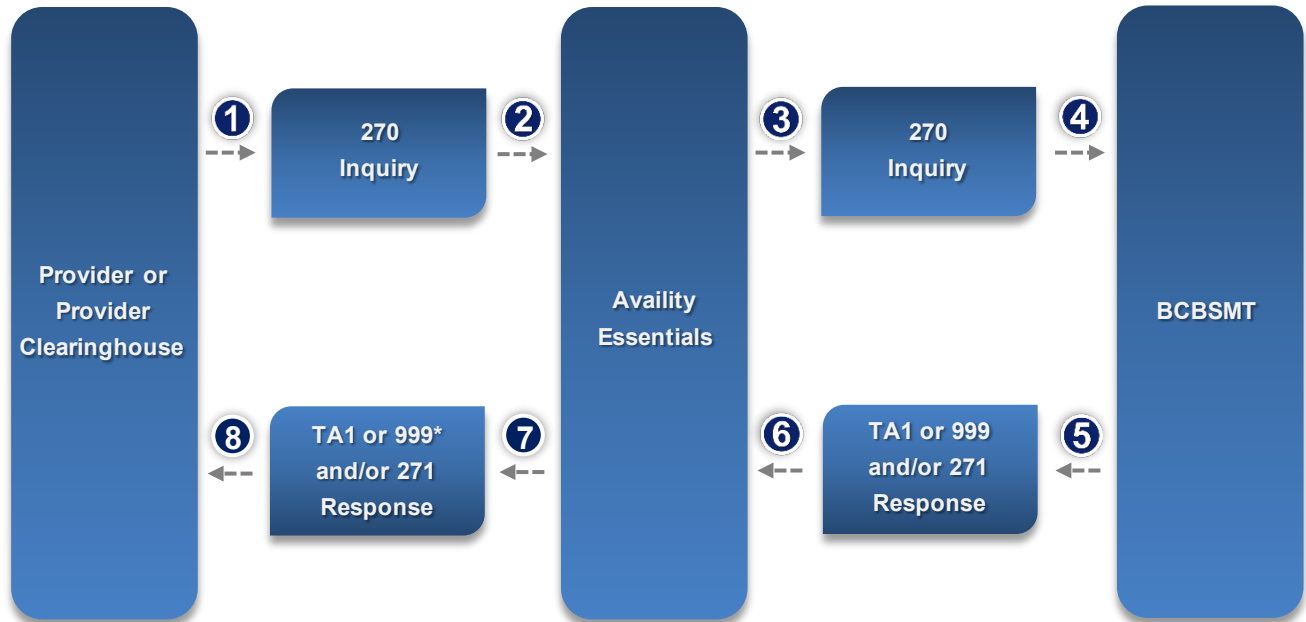 Provider or
Provider
Clearinghouse
1
270
Inquiry
2
Availity
Essentials
3
270
Inquiry
4
BCBSMT
5
TA1 or 999
and/or 271
Response
6
7
TA1 or 999*
and/or 271
Response
8